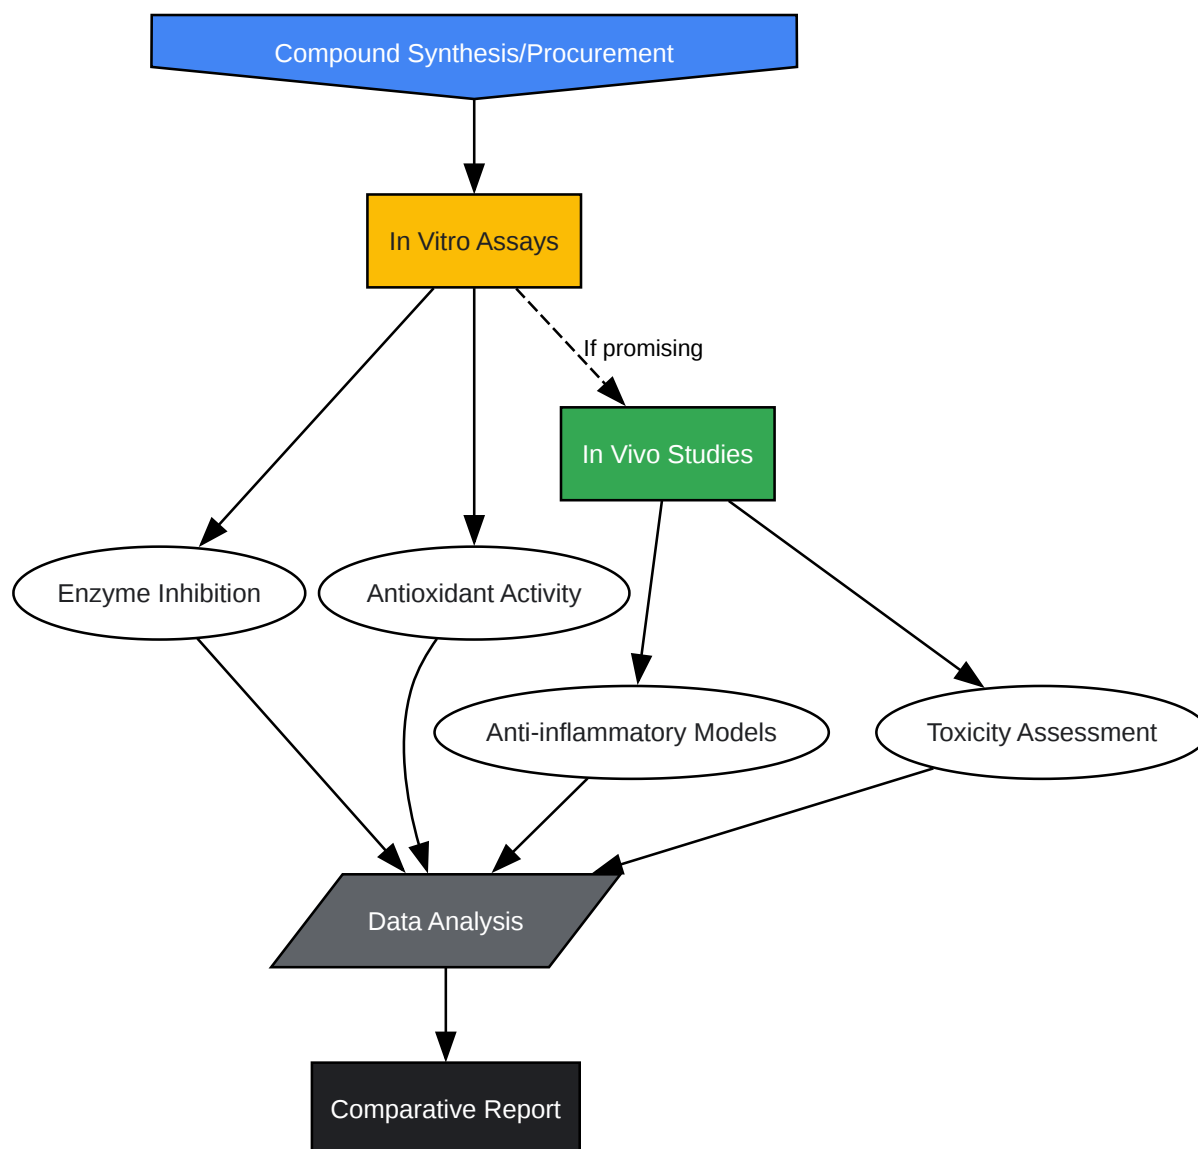 Compound Synthesis/Procurement
In Vitro Assays
If promising
In Vivo Studies
Enzyme Inhibition
Antioxidant Activity
Anti-inflammatory Models
Toxicity Assessment
Data Analysis
Comparative Report